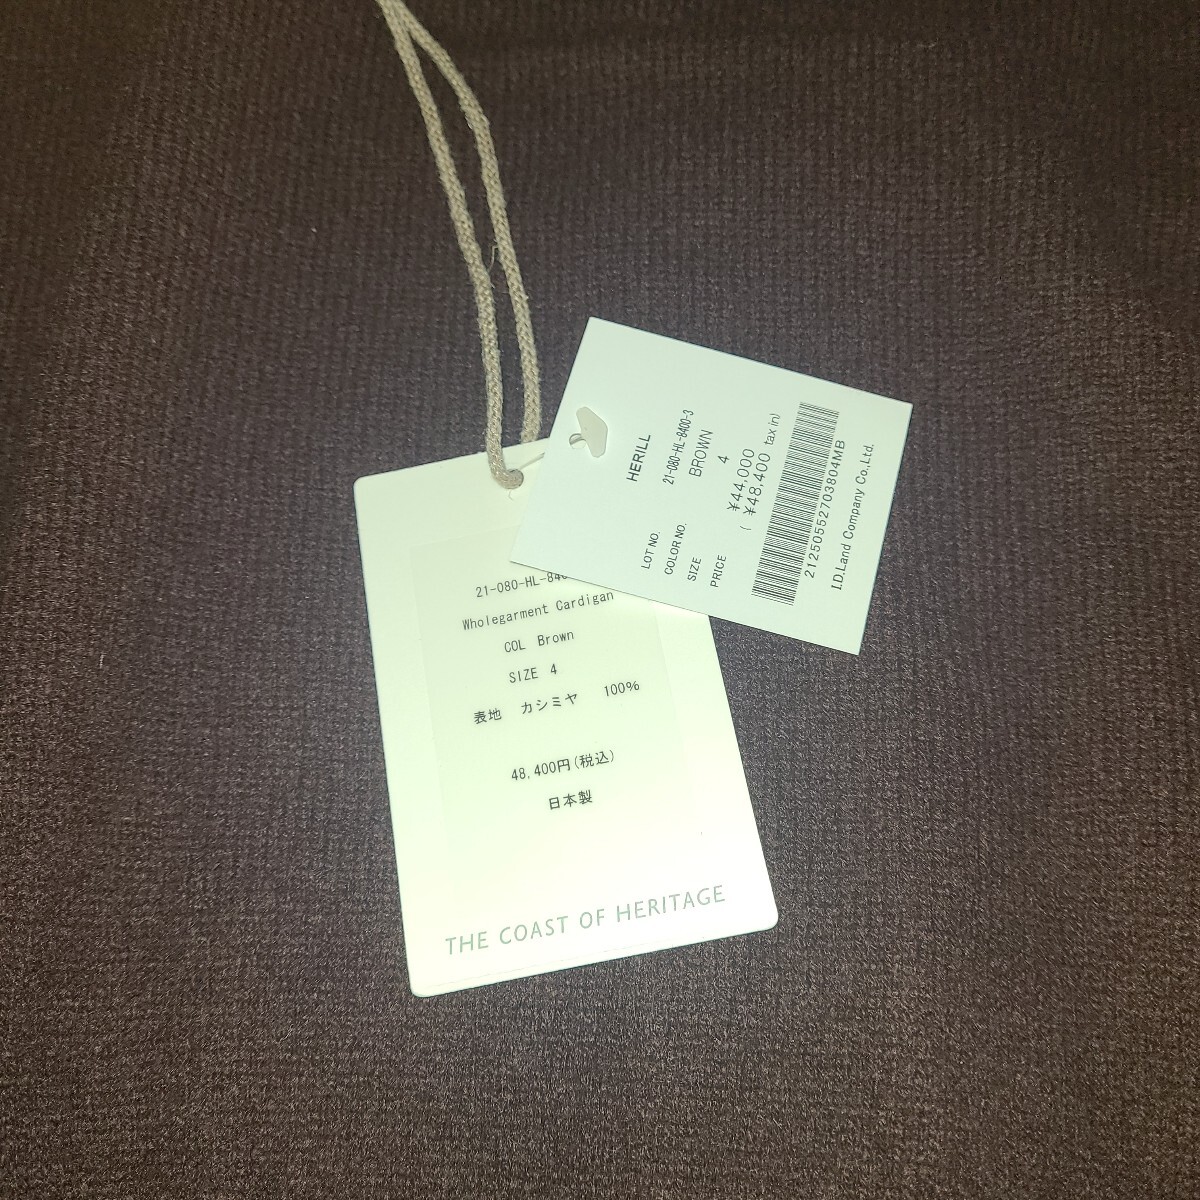 HERILL
LOT NO. 21-080-HL-8400-3
COLOR NO. BROWN
SIZE 4
PRICE ¥44,000
( ¥48,400 tax in)
21250552703804MB
I.D.Land Company Co.,Ltd.
21-080-HL-840
Wholegarment Cardigan
COL Brown
SIZE 4
表地 カシミヤ 100%
48,400円(税込)
日本製
THE COAST OF HERITAGE